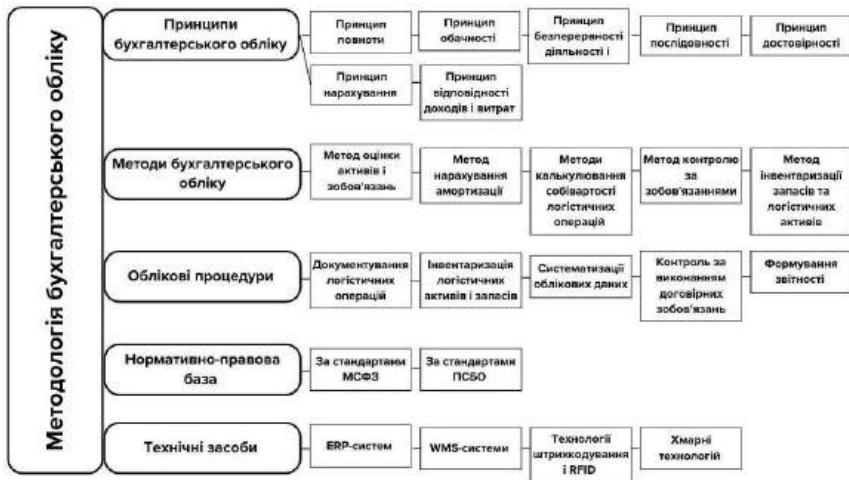 Методологія бухгалтерського обліку
Принципи
бухгалтерського обліку
Принцип
повноти
Принцип
обачності
Принцип
безперервності
діяльності і
Принцип
послідовності
Принцип
достовірності
Принцип
нарахування
Принцип
відповідності
доходів і витрат
Методи бухгалтерського
обліку
Метод оцінки
активів і
зобов'язань
Метод
нарахування
амортизації
Методи
калькулювання
собівартості
логістичних
операцій
Метод контролю
за
зобов'язаннями
Метод
інвентаризації
запасів та
логістичних
активів
Облікові процедури
Документування
логістичних
операцій
Інвентаризація
логістичних
активів і запасів
Систематизації
облікових даних
Контроль за
виконанням
договірних
зобов'язань
Формування
звітності
Нормативно-правова
база
За стандартами
МСФЗ
За стандартами
ПСБО
Технічні засоби
ERP-систем
WMS-системи
Технології
штрихкодування
і RFID
Хмарні
технологій